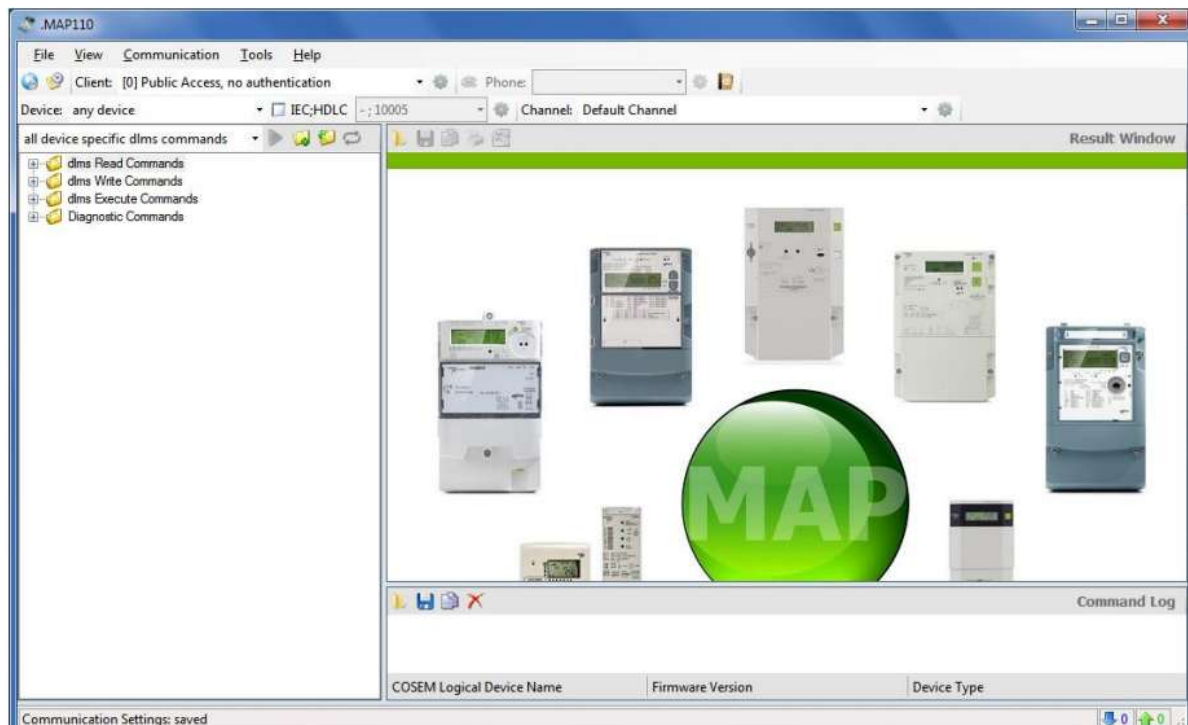 .MAP110
File View Communication Tools Help
Client: [0] Public Access, no authentication Phone:
Device: any device IEC;HDLC - ; 10005 Channel: Default Channel
all device specific dlms commands
Result Window
dlms Read Commands
dlms Write Commands
dlms Execute Commands
Diagnostic Commands
MAP
Command Log
COSEM Logical Device Name Firmware Version Device Type
Communication Settings: saved 0 0